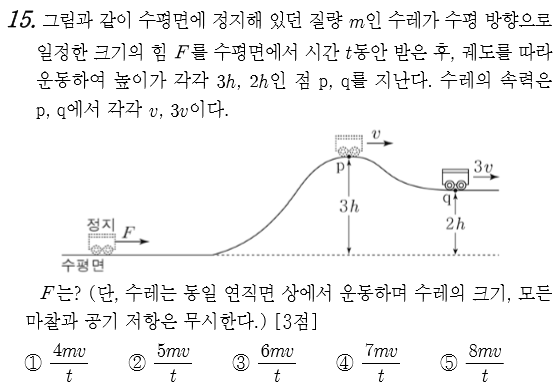 15. 그림과 같이 수평면에 정지해 있던 질량 m인 수레가 수평 방향으로
일정한 크기의 힘 F를 수평면에서 시간 t동안 받은 후, 궤도를 따라
운동하여 높이가 각각 3h, 2h인 점 p, q를 지난다. 수레의 속력은
p, q에서 각각 v, 3v이다.
v
p
3v
q
3h
2h
정지
F
수평면
F는? (단, 수레는 동일 연직면 상에서 운동하며 수레의 크기, 모든
마찰과 공기 저항은 무시한다.) [3점]
① 4mv/t ② 5mv/t ③ 6mv/t ④ 7mv/t ⑤ 8mv/t